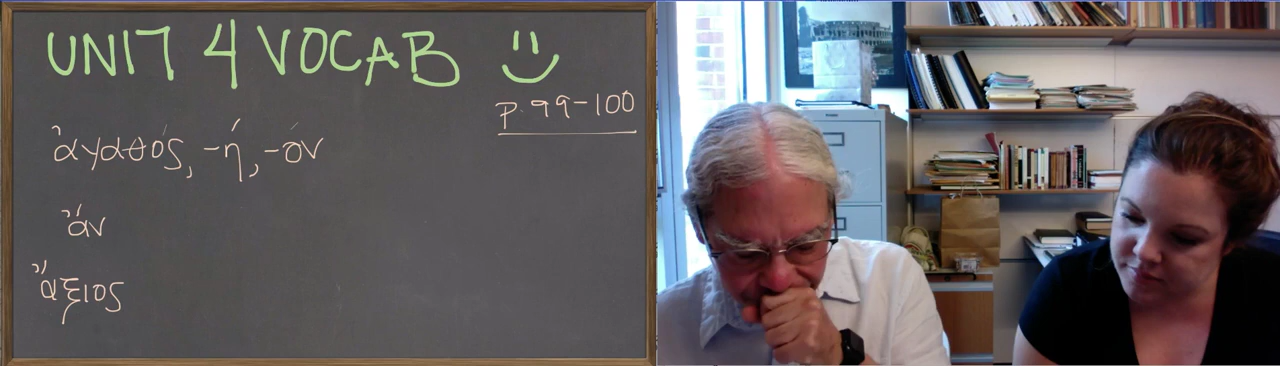 UNIT 4 VOCAB
p. 99-100
ἀγαθός, -ή, -όν
ἄν
ἄξιος